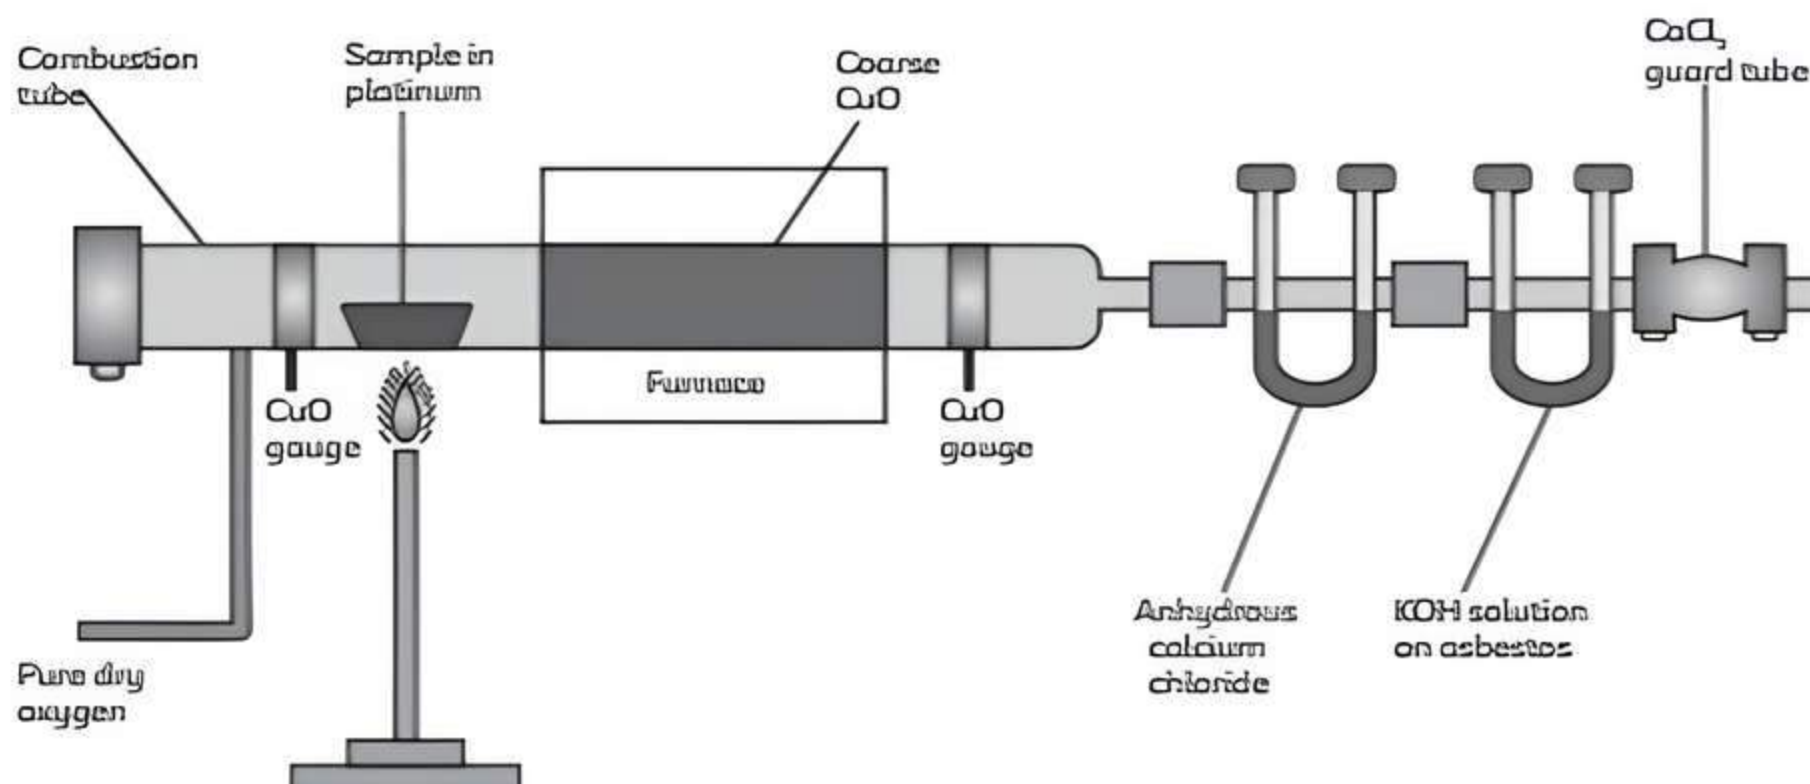 Combustion
tube
Sample in
platinum
Coarse
CuO
CaCl₂
guard tube
Furnace
CuO
gauge
CuO
gauge
Pure dry
oxygen
Anhydrous
calcium
chloride
KOH solution
on asbestos